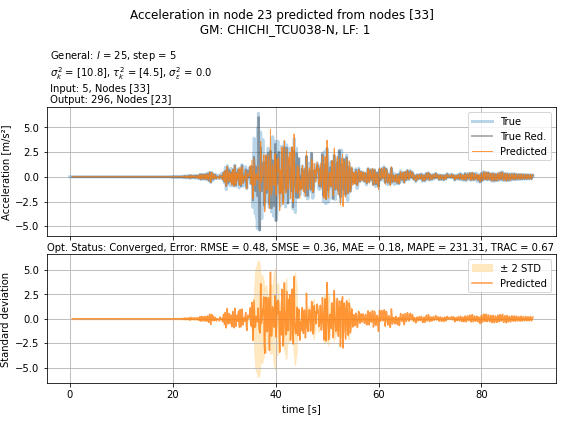 Acceleration in node 23 predicted from nodes [33]
GM: CHICHI_TCU038-N, LF: 1
General: l = 25, step = 5
σ²ₖ = [10.8], τ²ₖ = [4.5], σ²ε = 0.0
Input: 5, Nodes [33]
Output: 296, Nodes [23]
Acceleration [m/s²]
5.0
2.5
0.0
−2.5
−5.0
True
True Red.
Predicted
Opt. Status: Converged, Error: RMSE = 0.48, SMSE = 0.36, MAE = 0.18, MAPE = 231.31, TRAC = 0.67
Standard deviation
5.0
2.5
0.0
−2.5
−5.0
± 2 STD
Predicted
0 20 40 60 80
time [s]